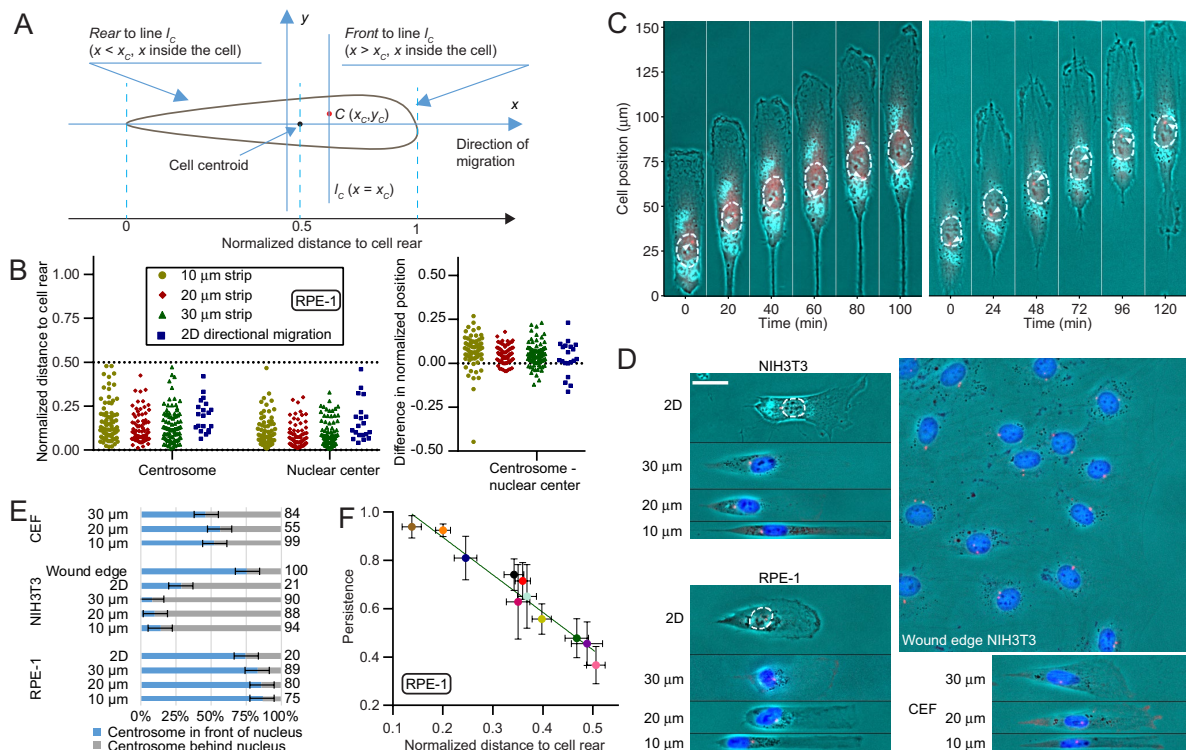 A
Rear to line lc
(x < xc, x inside the cell)
y
Front to line lc
(x > xc, x inside the cell)
x
C (xc,yc)
Cell centroid
Direction of
migration
lc (x = xc)
0
0.5
1
Normalized distance to cell rear
B
Normalized distance to cell rear
1.00
0.75
0.50
0.25
0.00
10 μm strip
20 μm strip
30 μm strip
2D directional migration
RPE-1
Centrosome
Nuclear center
Difference in normalized position
0.50
0.25
0.00
-0.25
-0.50
Centrosome -
nuclear center
C
Cell position (μm)
150
125
100
75
50
25
0
0 20 40 60 80 100
Time (min)
0 24 48 72 96 120
Time (min)
D
NIH3T3
2D
30 μm
20 μm
10 μm
RPE-1
2D
30 μm
20 μm
10 μm
Wound edge NIH3T3
CEF
30 μm
20 μm
10 μm
E
CEF
30 μm 84
20 μm 55
10 μm 99
NIH3T3
Wound edge 100
2D 21
30 μm 90
20 μm 88
10 μm 94
RPE-1
2D 20
30 μm 89
20 μm 80
10 μm 75
0% 25% 50% 75% 100%
Centrosome in front of nucleus
Centrosome behind nucleus
F
Persistence
1.0
0.8
0.6
0.4
0.2
RPE-1
0.1 0.2 0.3 0.4 0.5
Normalized distance to cell rear